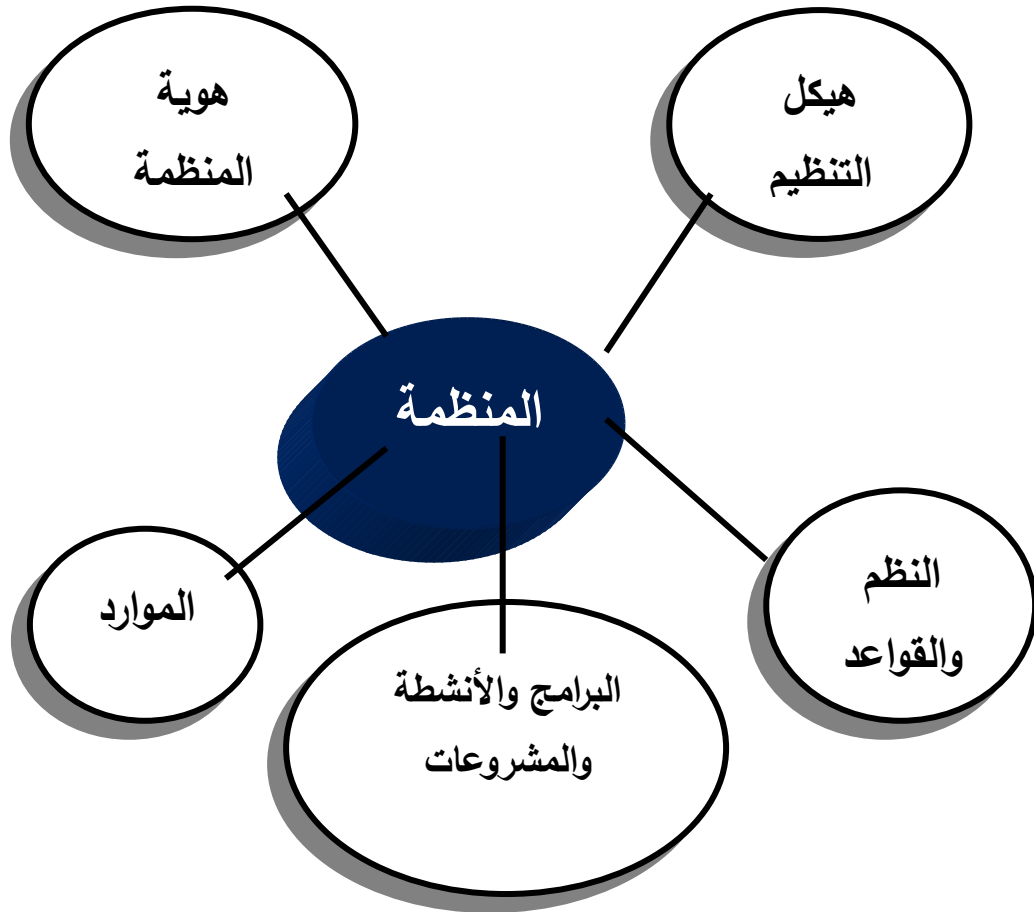 هيكل
التنظيم
هوية
المنظمة
المنظمة
النظم
والقواعد
الموارد
البرامج والأنشطة
والمشروعات